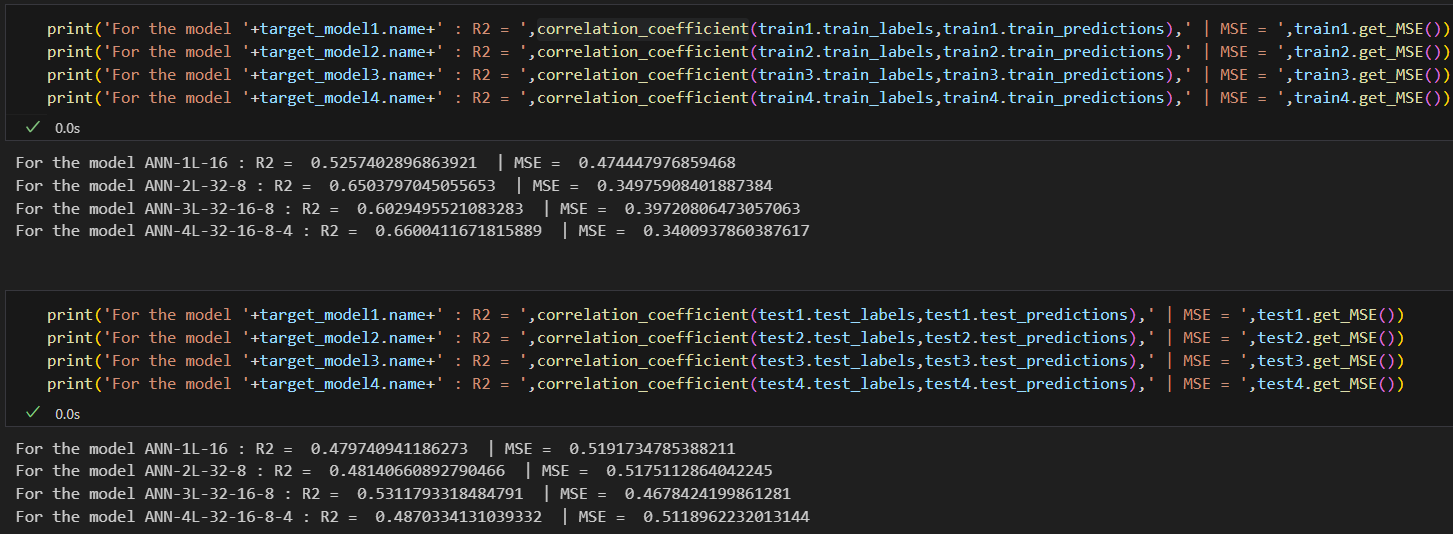 print('For the model '+target_model1.name+' : R2 = ',correlation_coefficient(train1.train_labels,train1.train_predictions),' | MSE = ',train1.get_MSE())
print('For the model '+target_model2.name+' : R2 = ',correlation_coefficient(train2.train_labels,train2.train_predictions),' | MSE = ',train2.get_MSE())
print('For the model '+target_model3.name+' : R2 = ',correlation_coefficient(train3.train_labels,train3.train_predictions),' | MSE = ',train3.get_MSE())
print('For the model '+target_model4.name+' : R2 = ',correlation_coefficient(train4.train_labels,train4.train_predictions),' | MSE = ',train4.get_MSE())
0.0s
For the model ANN-1L-16 : R2 =  0.5257402896863921  | MSE =  0.474447976859468
For the model ANN-2L-32-8 : R2 =  0.6503797045055653  | MSE =  0.34975908401887384
For the model ANN-3L-32-16-8 : R2 =  0.6029495521083283  | MSE =  0.39720806473057063
For the model ANN-4L-32-16-8-4 : R2 =  0.6600411671815889  | MSE =  0.3400937860387617
print('For the model '+target_model1.name+' : R2 = ',correlation_coefficient(test1.test_labels,test1.test_predictions),' | MSE = ',test1.get_MSE())
print('For the model '+target_model2.name+' : R2 = ',correlation_coefficient(test2.test_labels,test2.test_predictions),' | MSE = ',test2.get_MSE())
print('For the model '+target_model3.name+' : R2 = ',correlation_coefficient(test3.test_labels,test3.test_predictions),' | MSE = ',test3.get_MSE())
print('For the model '+target_model4.name+' : R2 = ',correlation_coefficient(test4.test_labels,test4.test_predictions),' | MSE = ',test4.get_MSE())
0.0s
For the model ANN-1L-16 : R2 =  0.479740941186273  | MSE =  0.5191734785388211
For the model ANN-2L-32-8 : R2 =  0.48140660892790466  | MSE =  0.5175112864042245
For the model ANN-3L-32-16-8 : R2 =  0.5311793318484791  | MSE =  0.4678424199861281
For the model ANN-4L-32-16-8-4 : R2 =  0.4870334131039332  | MSE =  0.5118962232013144